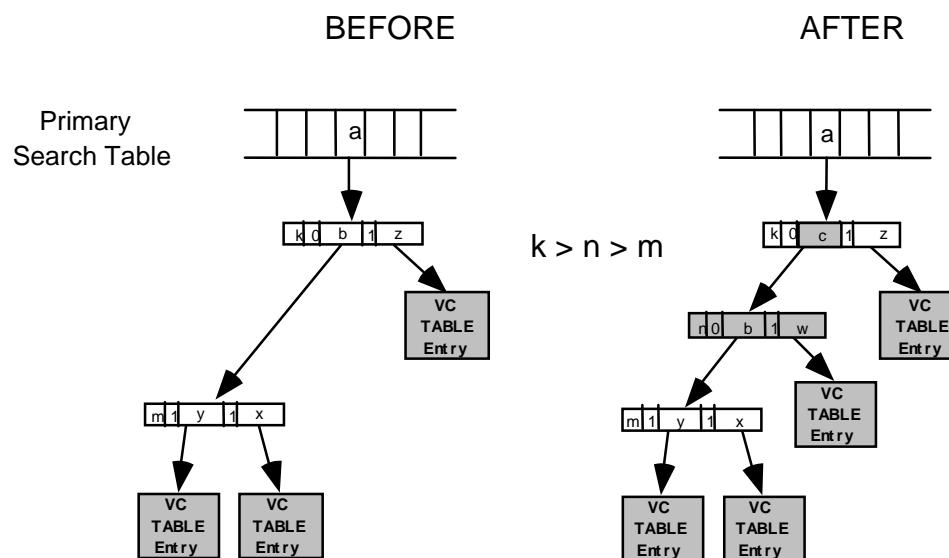 BEFORE
AFTER
Primary
Search Table
a
a
k 0 b 1 z
k > n > m
k 0 c 1 z
VC
TABLE
Entry
VC
TABLE
Entry
n 0 b 1 w
VC
TABLE
Entry
m 1 y 1 x
m 1 y 1 x
VC
TABLE
Entry
VC
TABLE
Entry
VC
TABLE
Entry
VC
TABLE
Entry